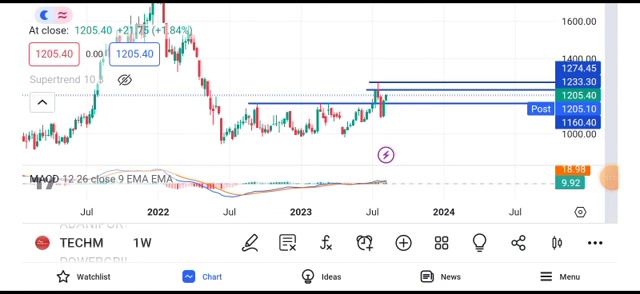 1600.00
At close: 1205.40 +21.75 (+1.84%)
1205.40 0.00 1205.40
1400.00
1274.45
Supertrend 10 3
1233.30
1205.40
Post 1205.10
1160.40
1000.00
MACD 12 26 close 9 EMA EMA
18.98
9.92
Jul 2022 Jul 2023 Jul 2024 Jul
ADANIPORT
TECHM 1W
POWERGRID
Watchlist Chart Ideas News Menu